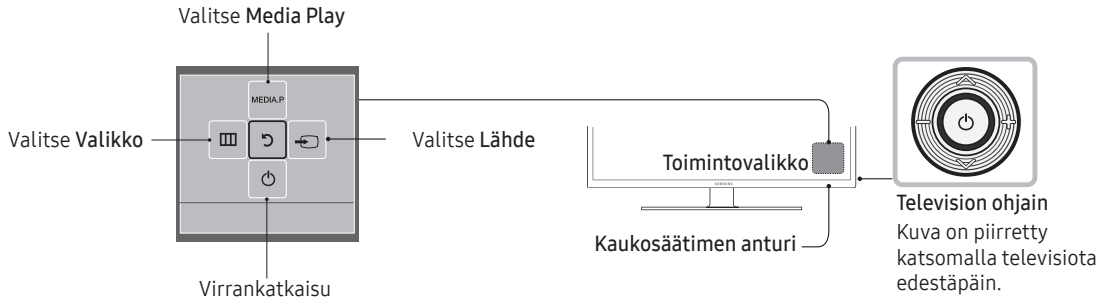 Valitse Media Play
MEDIA.P
Valitse Valikko
Valitse Lähde
Virrankatkaisu
Toimintovalikko
SAMSUNG
Kaukosäätimen anturi
Television ohjain
Kuva on piirretty
katsomalla televisiota
edestäpäin.